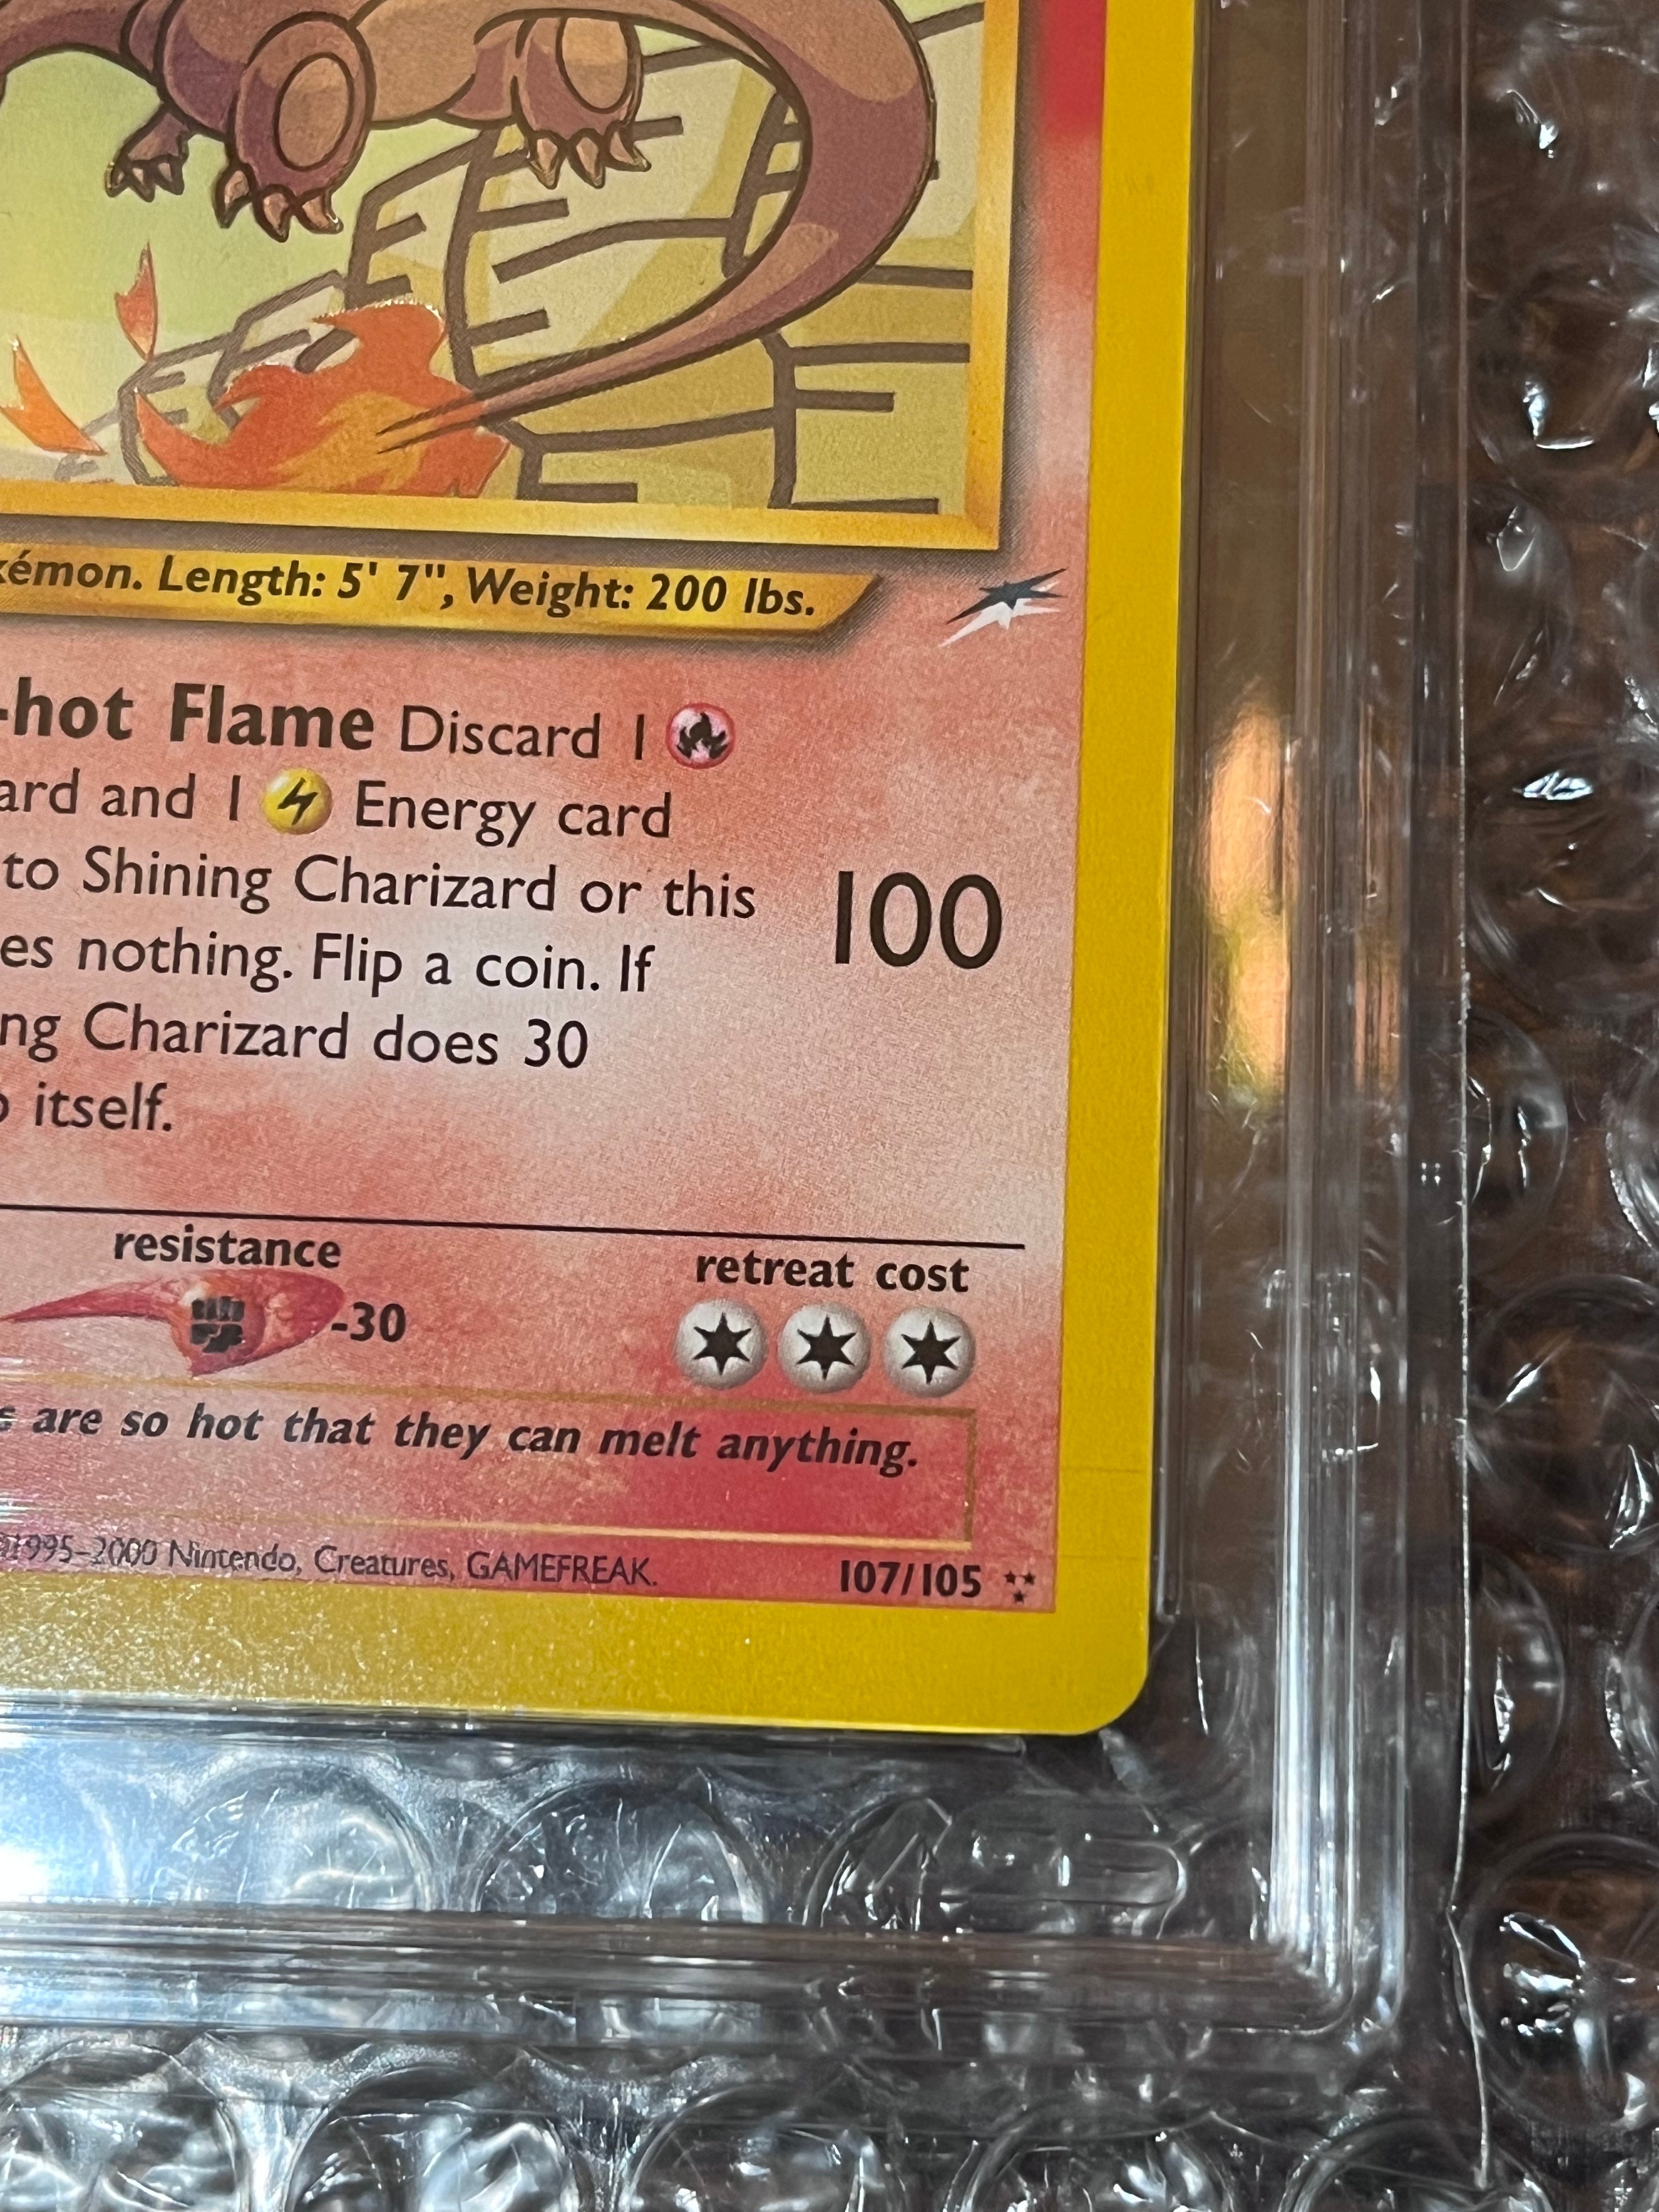 kémon. Length: 5' 7", Weight: 200 lbs.
-hot Flame Discard 1
ard and 1 Energy card
to Shining Charizard or this
es nothing. Flip a coin. If
100
ng Charizard does 30
o itself.
resistance
retreat cost
-30
s are so hot that they can melt anything.
©1995-2000 Nintendo, Creatures, GAMEFREAK.
107/105